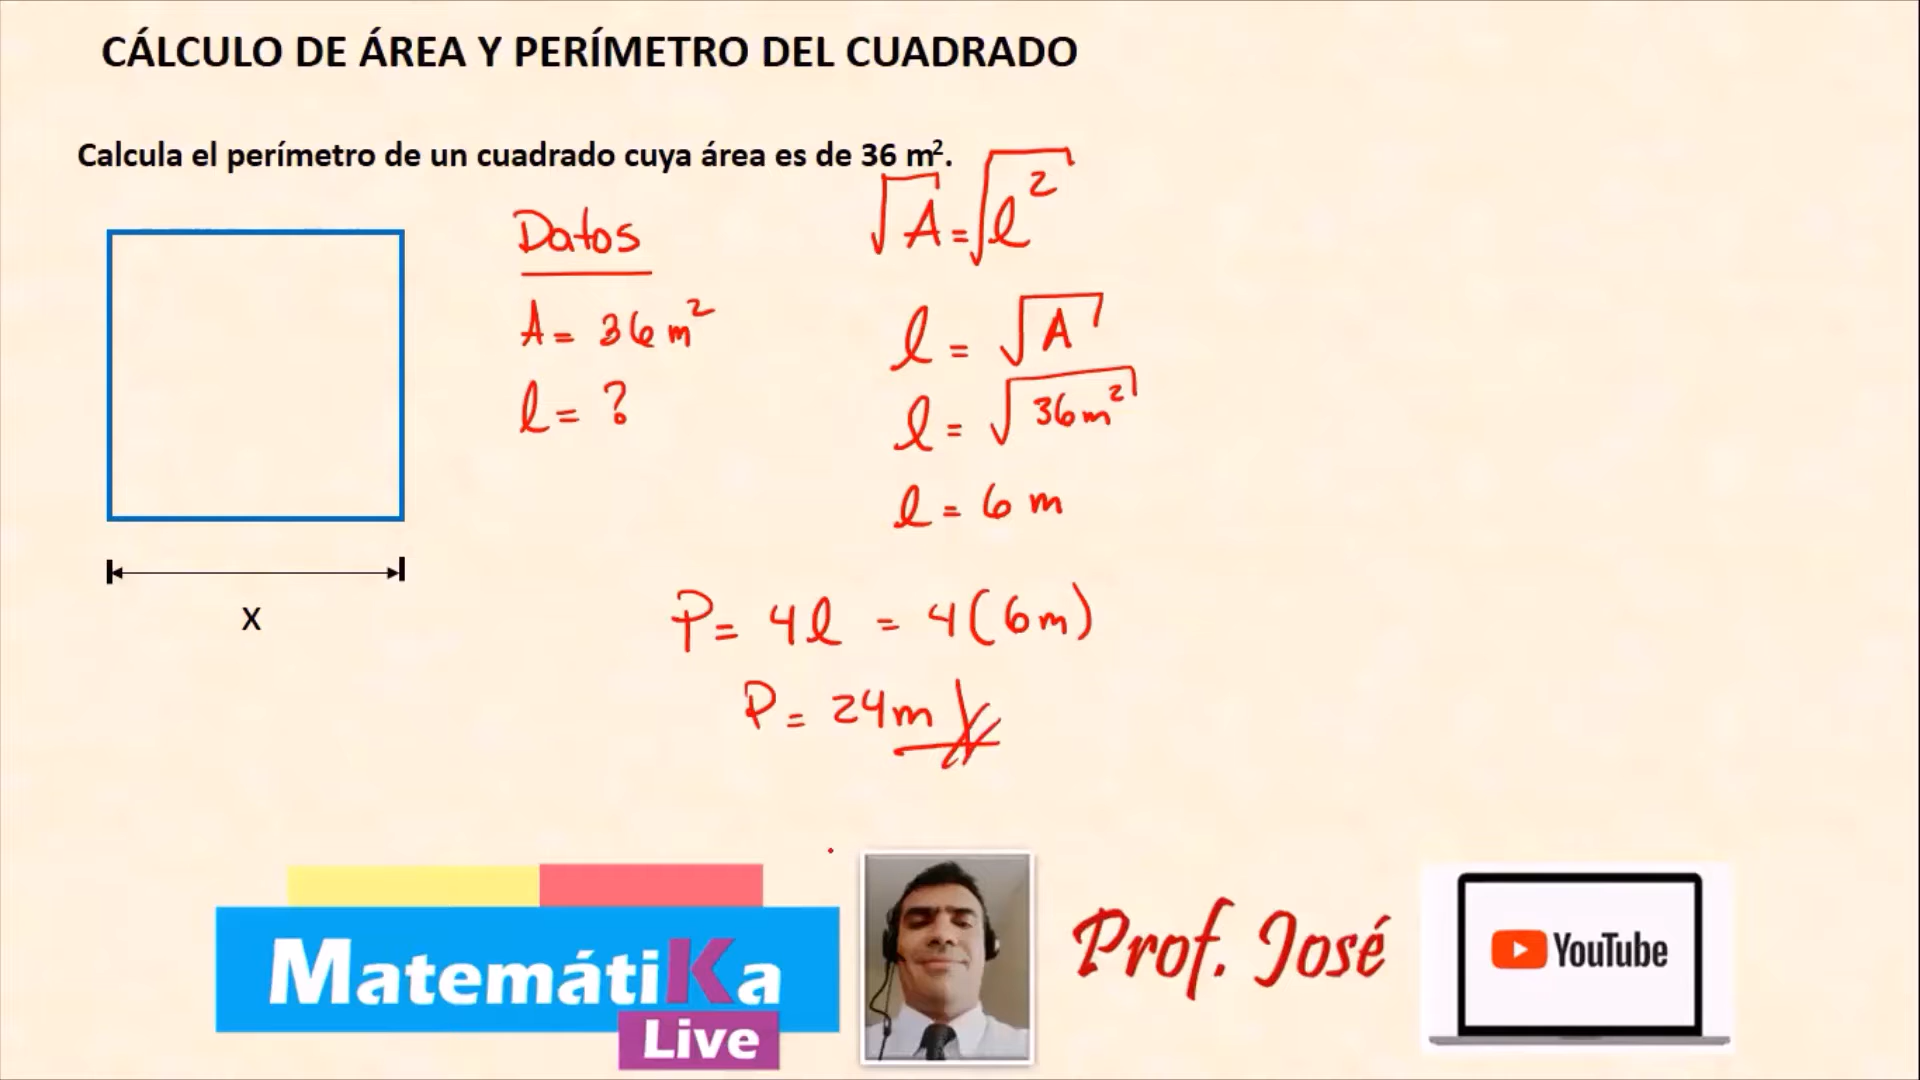 CÁLCULO DE ÁREA Y PERÍMETRO DEL CUADRADO
Calcula el perímetro de un cuadrado cuya área es de 36 m².
Datos
A = 36 m²
l = ?
√A = √l²
l = √A
l = √36m²
l = 6 m
P = 4l = 4(6m)
P = 24m
X
MatemátiKa
Live
Prof. José
YouTube